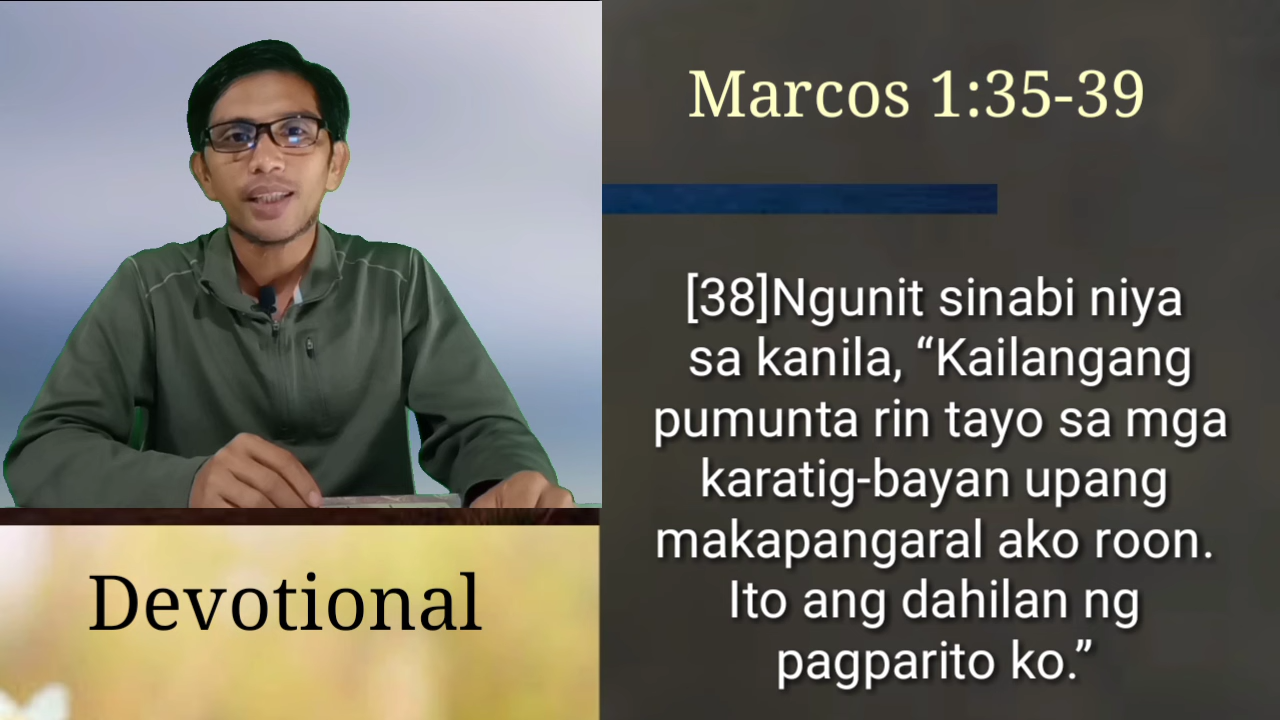 Marcos 1:35-39
[38]Ngunit sinabi niya
sa kanila, “Kailangang
pumunta rin tayo sa mga
karatig-bayan upang
makapangaral ako roon.
Ito ang dahilan ng
pagparito ko.”
Devotional